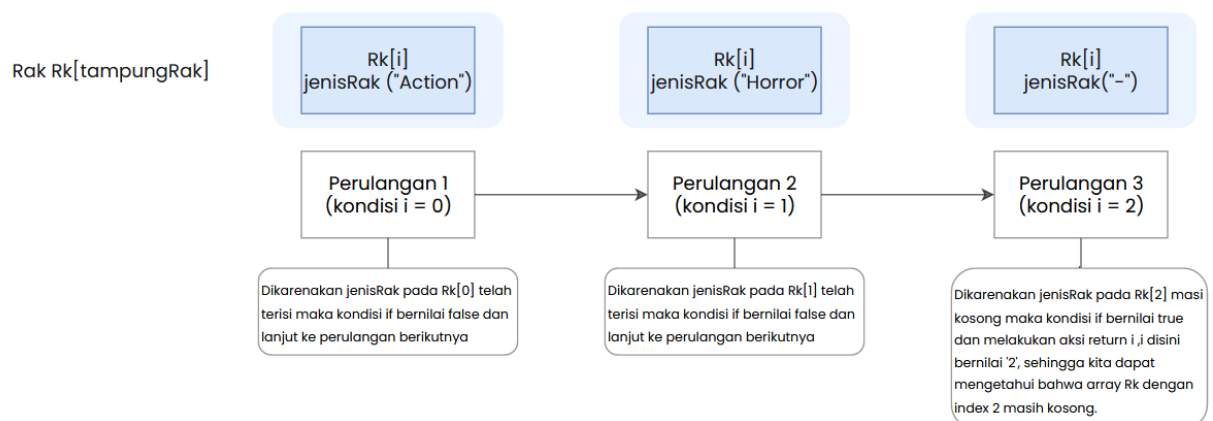 Rak Rk[tampungRak]
Rk[i]
jenisRak ("Action")
Rk[i]
jenisRak ("Horror")
Rk[i]
jenisRak("-")
Perulangan 1
(kondisi i = 0)
Perulangan 2
(kondisi i = 1)
Perulangan 3
(kondisi i = 2)
Dikarenakan jenisRak pada Rk[0] telah
terisi maka kondisi if bernilai false dan
lanjut ke perulangan berikutnya
Dikarenakan jenisRak pada Rk[1] telah
terisi maka kondisi if bernilai false dan
lanjut ke perulangan berikutnya
Dikarenakan jenisRak pada Rk[2] masi
kosong maka kondisi if bernilai true
dan melakukan aksi return i ,i disini
bernilai '2', sehingga kita dapat
mengetahui bahwa array Rk dengan
index 2 masih kosong.